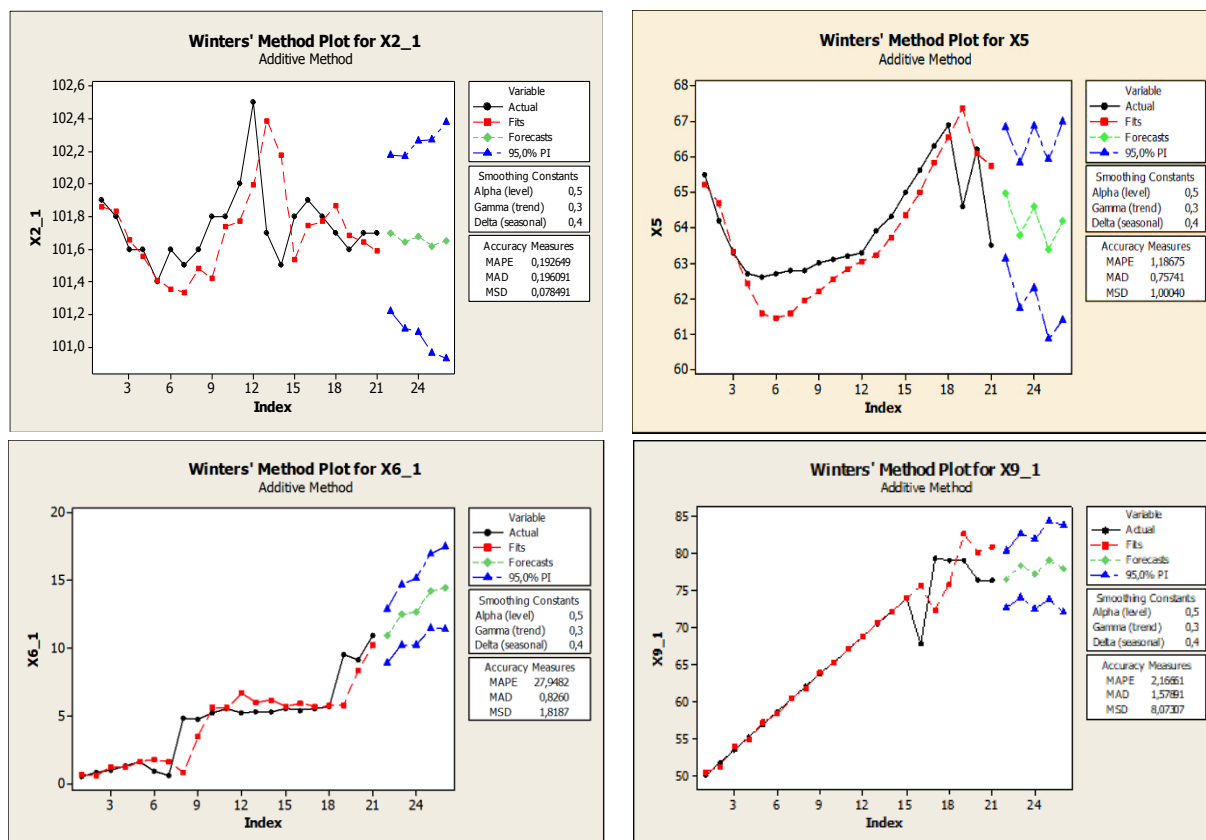 Winters' Method Plot for X2_1
Additive Method
102,6
102,4
102,2
102,0
101,8
101,6
101,4
101,2
101,0
X2_1
3 6 9 12 15 18 21 24
Index
Variable
Actual
Fits
Forecasts
95,0% PI
Smoothing Constants
Alpha (level) 0,5
Gamma (trend) 0,3
Delta (seasonal) 0,4
Accuracy Measures
MAPE 0,192649
MAD 0,196091
MSD 0,078491
Winters' Method Plot for X5
Additive Method
68
67
66
65
64
63
62
61
60
X5
3 6 9 12 15 18 21 24
Index
Variable
Actual
Fits
Forecasts
95,0% PI
Smoothing Constants
Alpha (level) 0,5
Gamma (trend) 0,3
Delta (seasonal) 0,4
Accuracy Measures
MAPE 1,18675
MAD 0,75741
MSD 1,00040
Winters' Method Plot for X6_1
Additive Method
20
15
10
5
0
X6_1
3 6 9 12 15 18 21 24
Index
Variable
Actual
Fits
Forecasts
95,0% PI
Smoothing Constants
Alpha (level) 0,5
Gamma (trend) 0,3
Delta (seasonal) 0,4
Accuracy Measures
MAPE 27,9482
MAD 0,8260
MSD 1,8187
Winters' Method Plot for X9_1
Additive Method
85
80
75
70
65
60
55
50
X9_1
3 6 9 12 15 18 21 24
Index
Variable
Actual
Fits
Forecasts
95,0% PI
Smoothing Constants
Alpha (level) 0,5
Gamma (trend) 0,3
Delta (seasonal) 0,4
Accuracy Measures
MAPE 2,16661
MAD 1,57891
MSD 8,07307